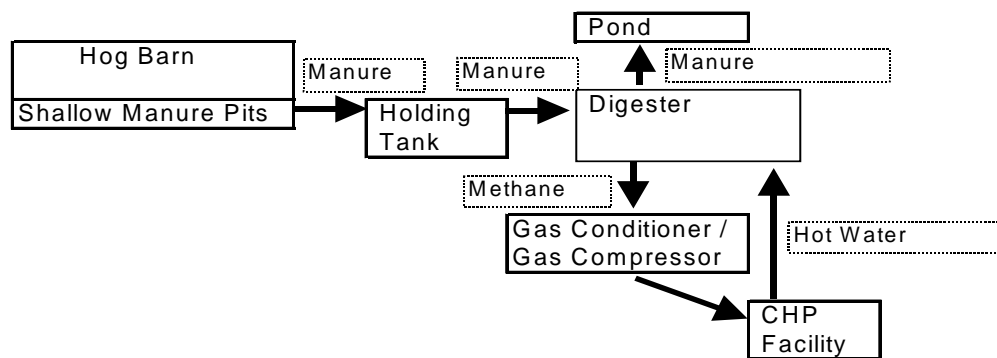 Pond
Hog Barn
Manure
Manure
Manure
Shallow Manure Pits
Holding
Tank
Digester
Methane
Gas Conditioner /
Gas Compressor
Hot Water
CHP
Facility